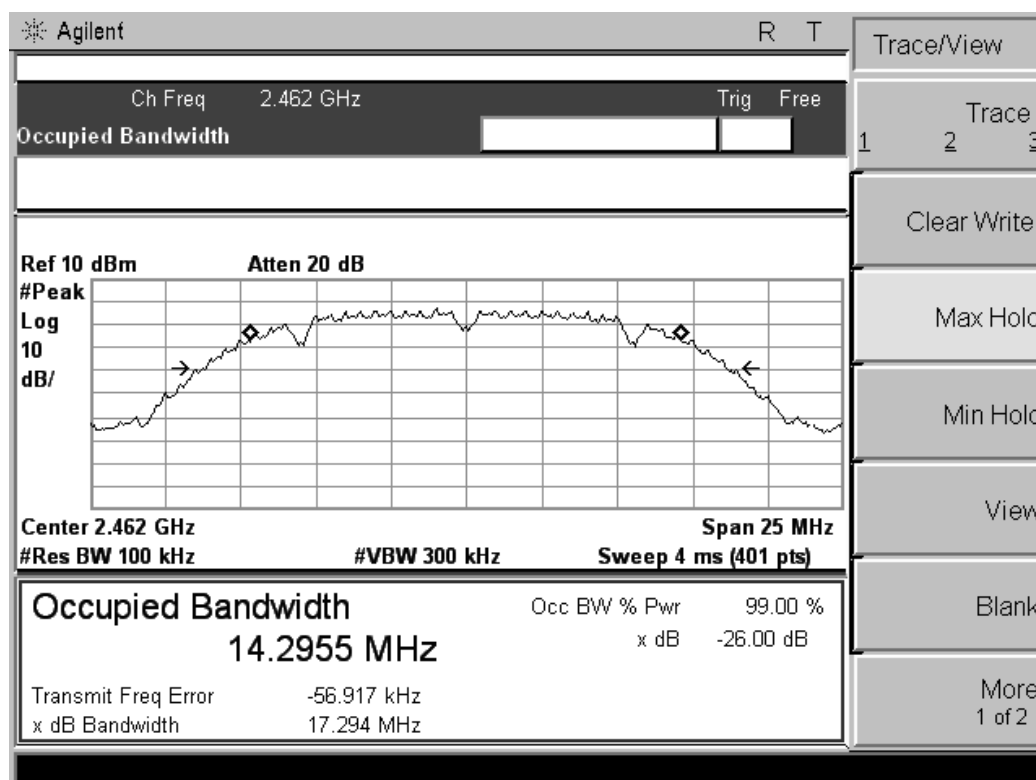 Agilent R T
Ch Freq 2.462 GHz Trig Free
Occupied Bandwidth
Ref 10 dBm Atten 20 dB
#Peak
Log
10
dB/
Center 2.462 GHz Span 25 MHz
#Res BW 100 kHz #VBW 300 kHz Sweep 4 ms (401 pts)
Occupied Bandwidth
14.2955 MHz
Occ BW % Pwr 99.00 %
x dB -26.00 dB
Transmit Freq Error -56.917 kHz
x dB Bandwidth 17.294 MHz
Trace/View
Trace
1 2 3
Clear Write
Max Hold
Min Hold
View
Blank
More
1 of 2